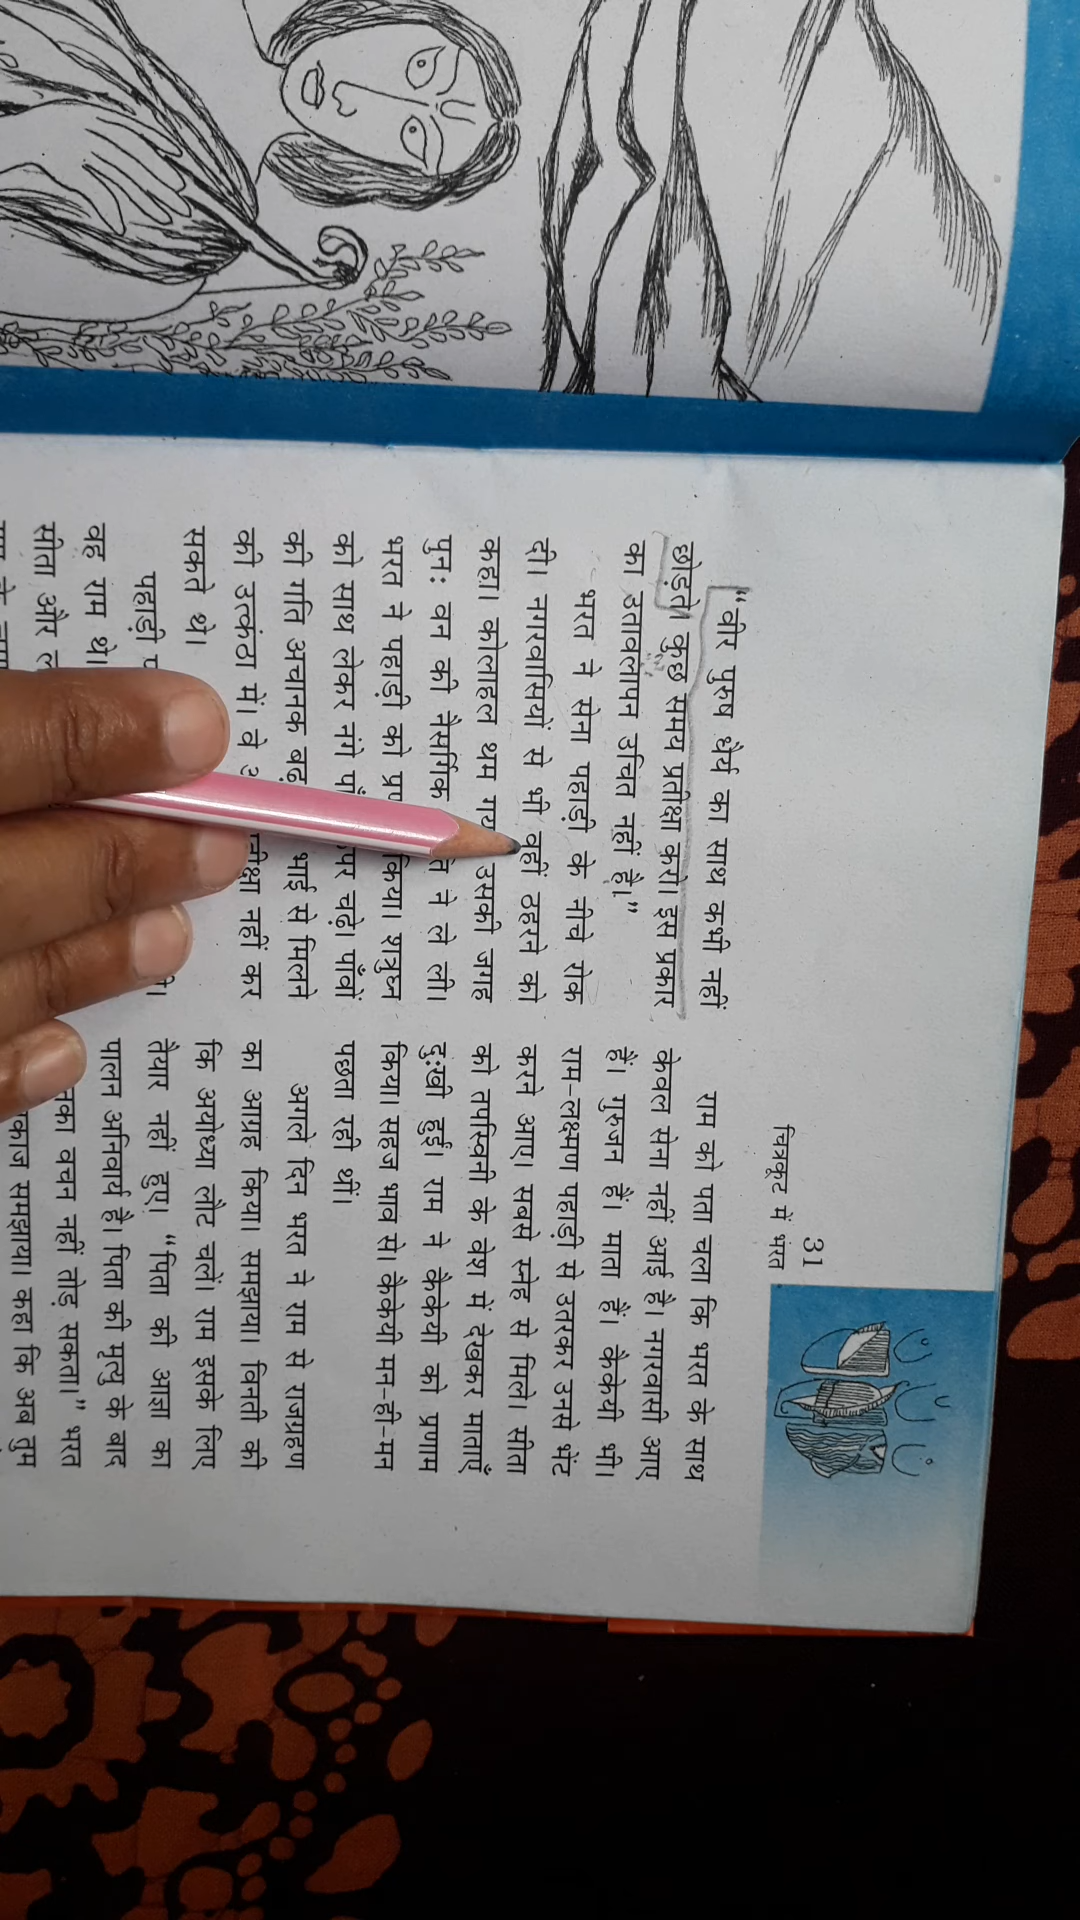 31
चित्रकूट में भरत
“वीर पुरुष धैर्य का साथ कभी नहीं
छोड़ते। कुछ समय प्रतीक्षा करो। इस प्रकार
का उतावलापन उचित नहीं है।”
भरत ने सेना पहाड़ी के नीचे रोक
दी। नगरवासियों से भी वहीं ठहरने को
कहा। कोलाहल थम उसकी जगह
पुनः वन की नैसर्गिक ने ले ली।
भरत ने पहाड़ी को किया। शत्रुघ्न
को साथ लेकर नंगे पर चढ़े। पाँवों
की गति अचानक बढ़ भाई से मिलने
की उत्कंठा में। वे नहीं कर
सकते थे।
पहाड़ी
वह राम थे।
सीता और
राम को पता चला कि भरत के साथ
केवल सेना नहीं आई है। नगरवासी आए
हैं। गुरुजन हैं। माता हैं। कैकेयी भी।
राम-लक्ष्मण पहाड़ी से उतरकर उनसे भेंट
करने आए। सबसे स्नेह से मिले। सीता
को तपस्विनी के वेश में देखकर माताएँ
दुःखी हुईं। राम ने कैकेयी को प्रणाम
किया। सहज भाव से। कैकेयी मन-ही-मन
पछता रही थीं।
अगले दिन भरत ने राम से राजग्रहण
का आग्रह किया। समझाया। विनती की
कि अयोध्या लौट चलें। राम इसके लिए
तैयार नहीं हुए। “पिता की आज्ञा का
पालन अनिवार्य है। पिता की मृत्यु के बाद
वचन नहीं तोड़ सकता।” भरत
समझाया। कहा कि अब तुम